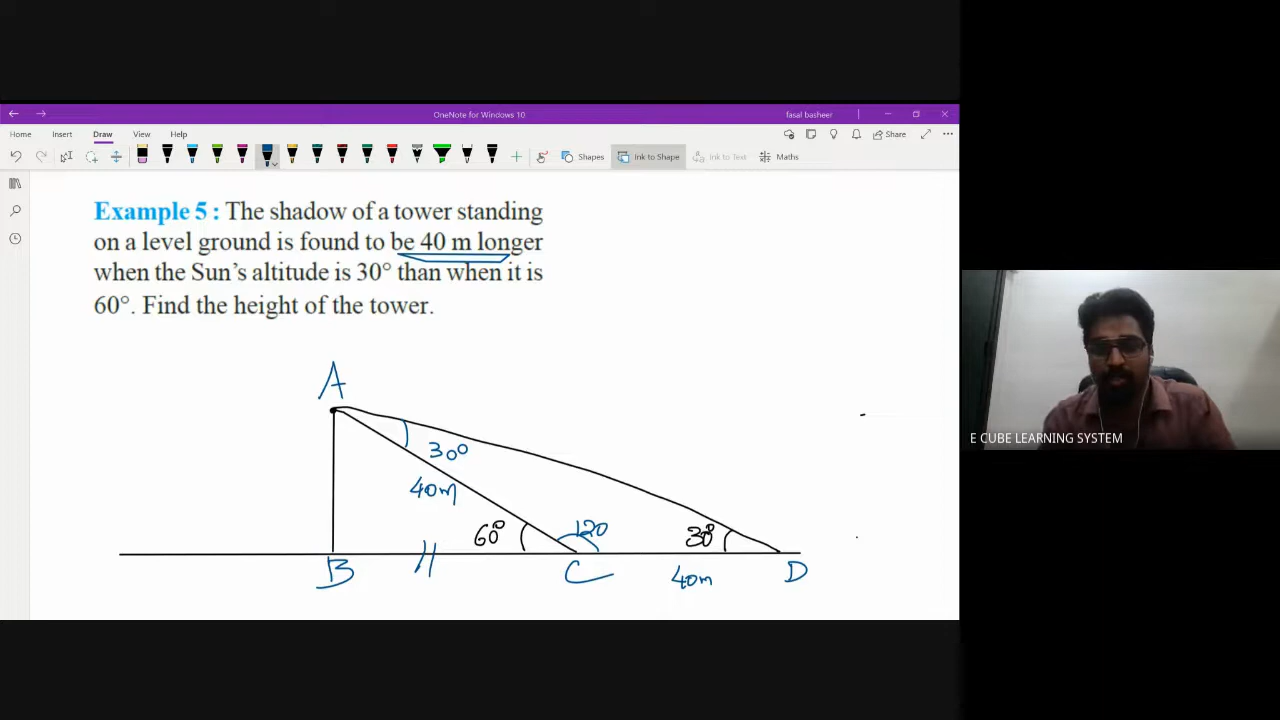 OneNote for Windows 10
fasal basheer
Home Insert Draw View Help
Share
Shapes Ink to Shape Ink to Text Maths
Example 5 : The shadow of a tower standing
on a level ground is found to be 40 m longer
when the Sun's altitude is 30° than when it is
60°. Find the height of the tower.
A
30°
40m
60° 120 30°
B C 40m D
E CUBE LEARNING SYSTEM